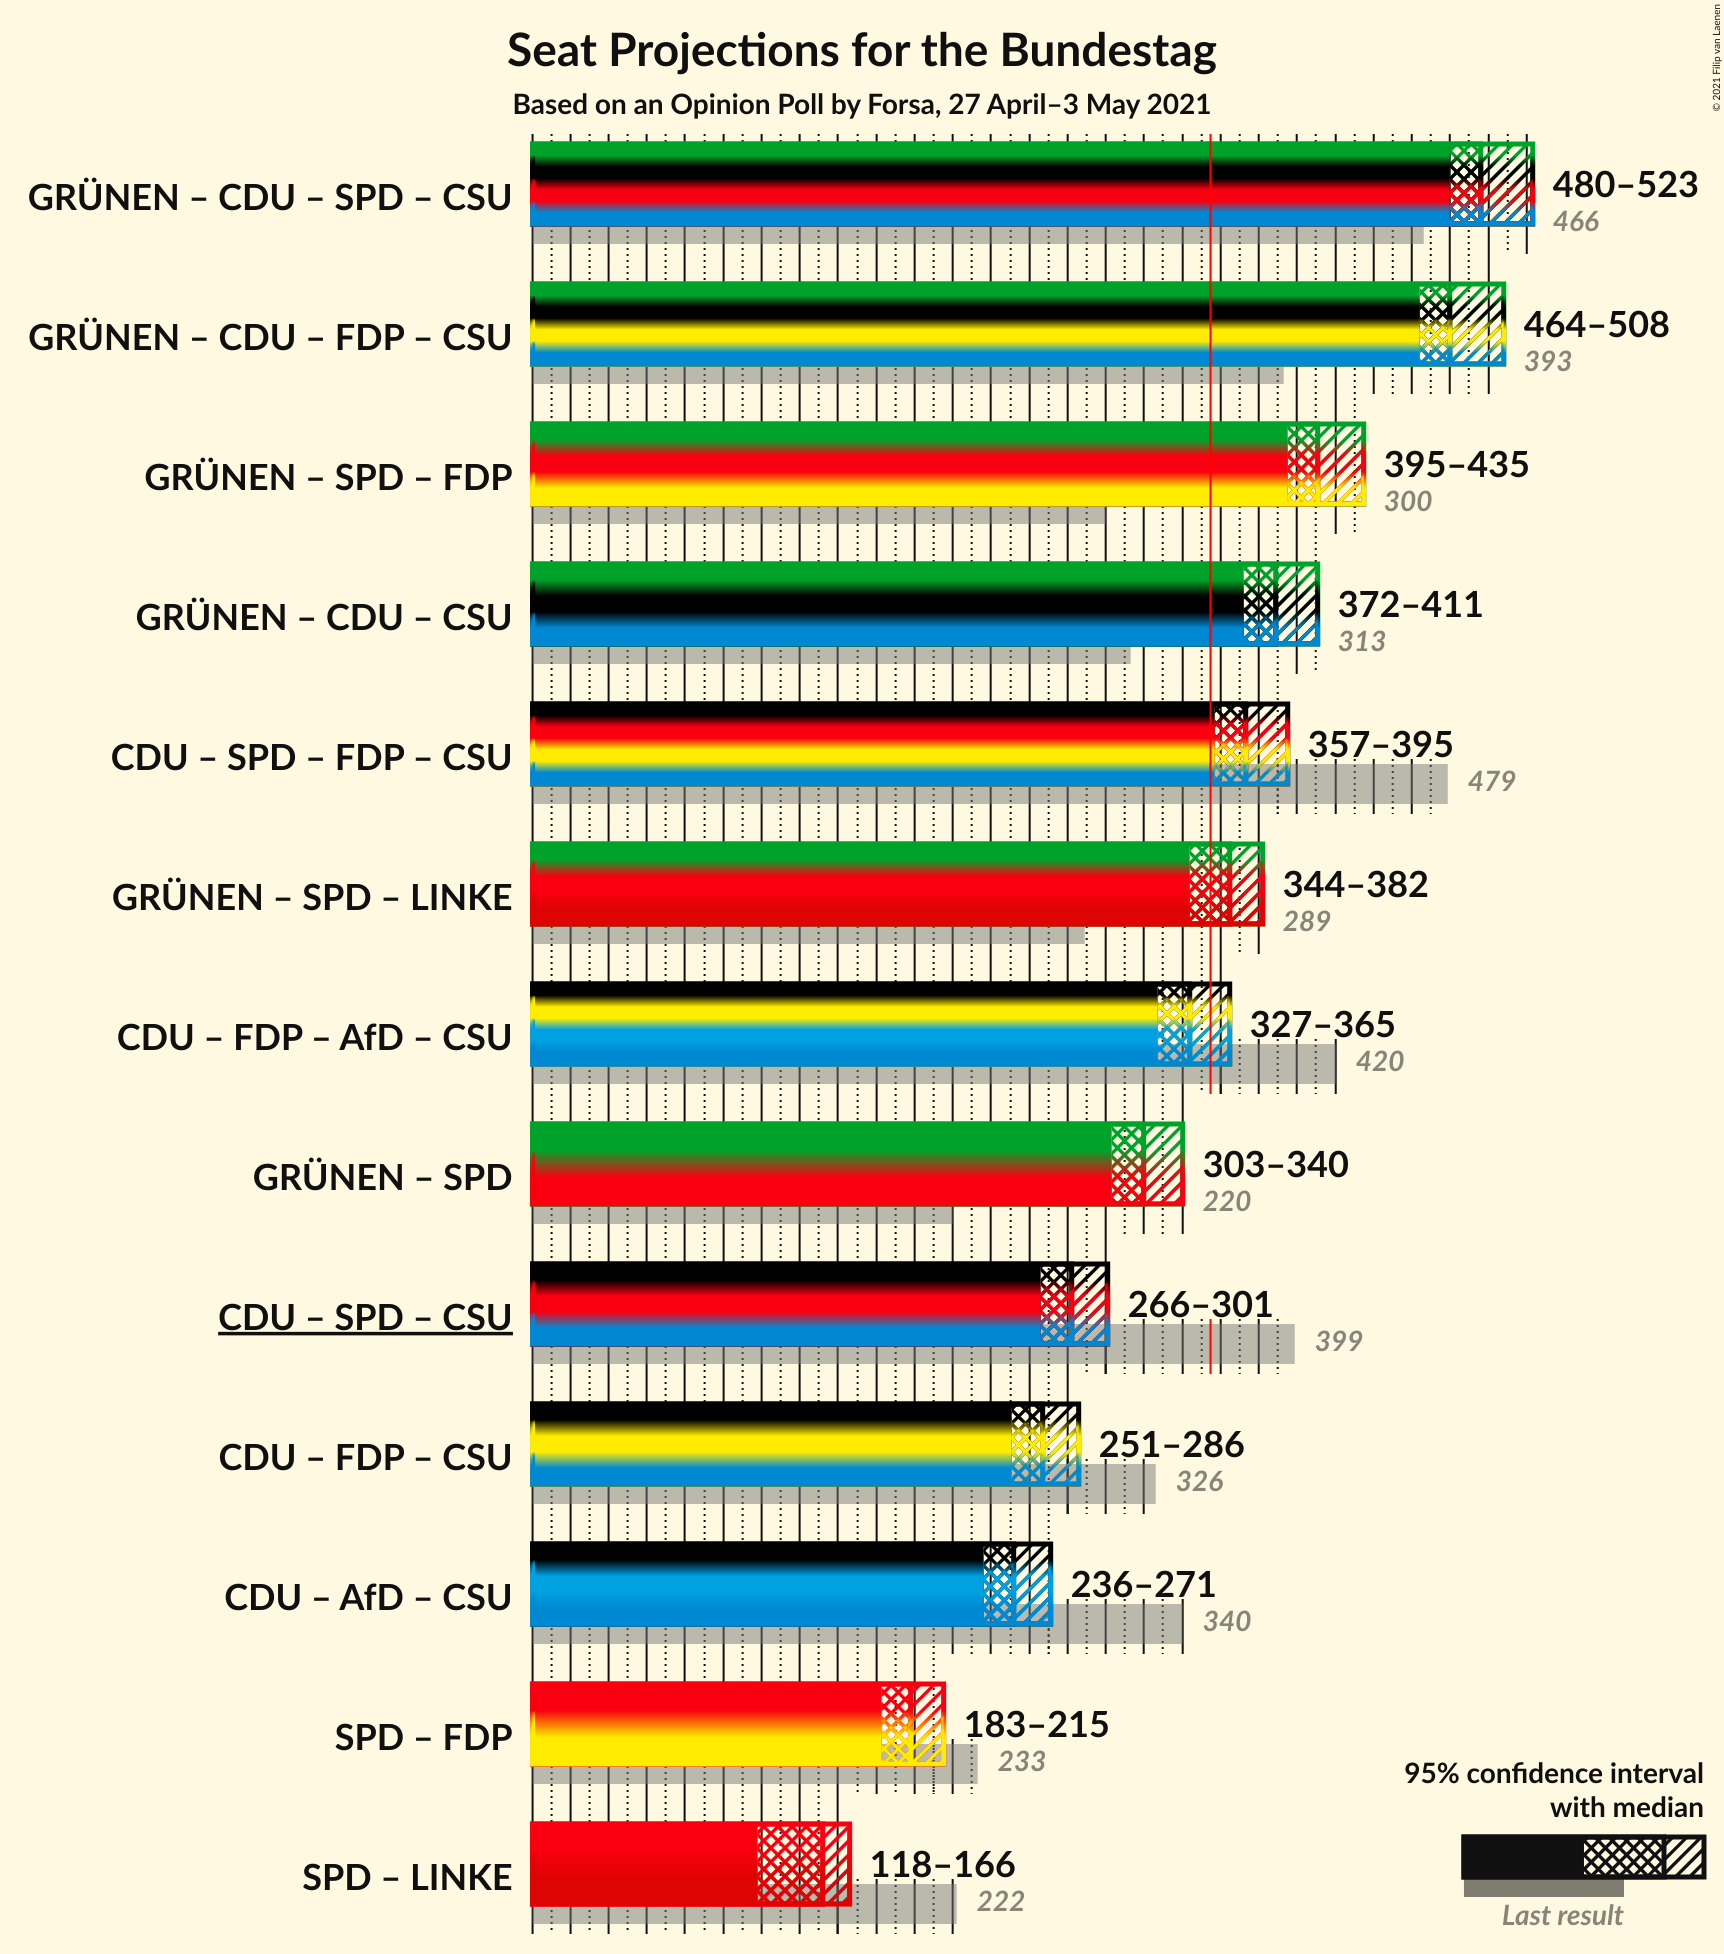 © 2021 Filip van Laenen
Seat Projections for the Bundestag
Based on an Opinion Poll by Forsa, 27 April–3 May 2021
GRÜNEN – CDU – SPD – CSU
480–523
466
GRÜNEN – CDU – FDP – CSU
464–508
393
GRÜNEN – SPD – FDP
395–435
300
GRÜNEN – CDU – CSU
372–411
313
CDU – SPD – FDP – CSU
357–395
479
GRÜNEN – SPD – LINKE
344–382
289
CDU – FDP – AfD – CSU
327–365
420
GRÜNEN – SPD
303–340
220
CDU – SPD – CSU
266–301
399
CDU – FDP – CSU
251–286
326
CDU – AfD – CSU
236–271
340
SPD – FDP
183–215
233
SPD – LINKE
118–166
222
95% confidence interval
with median
Last result